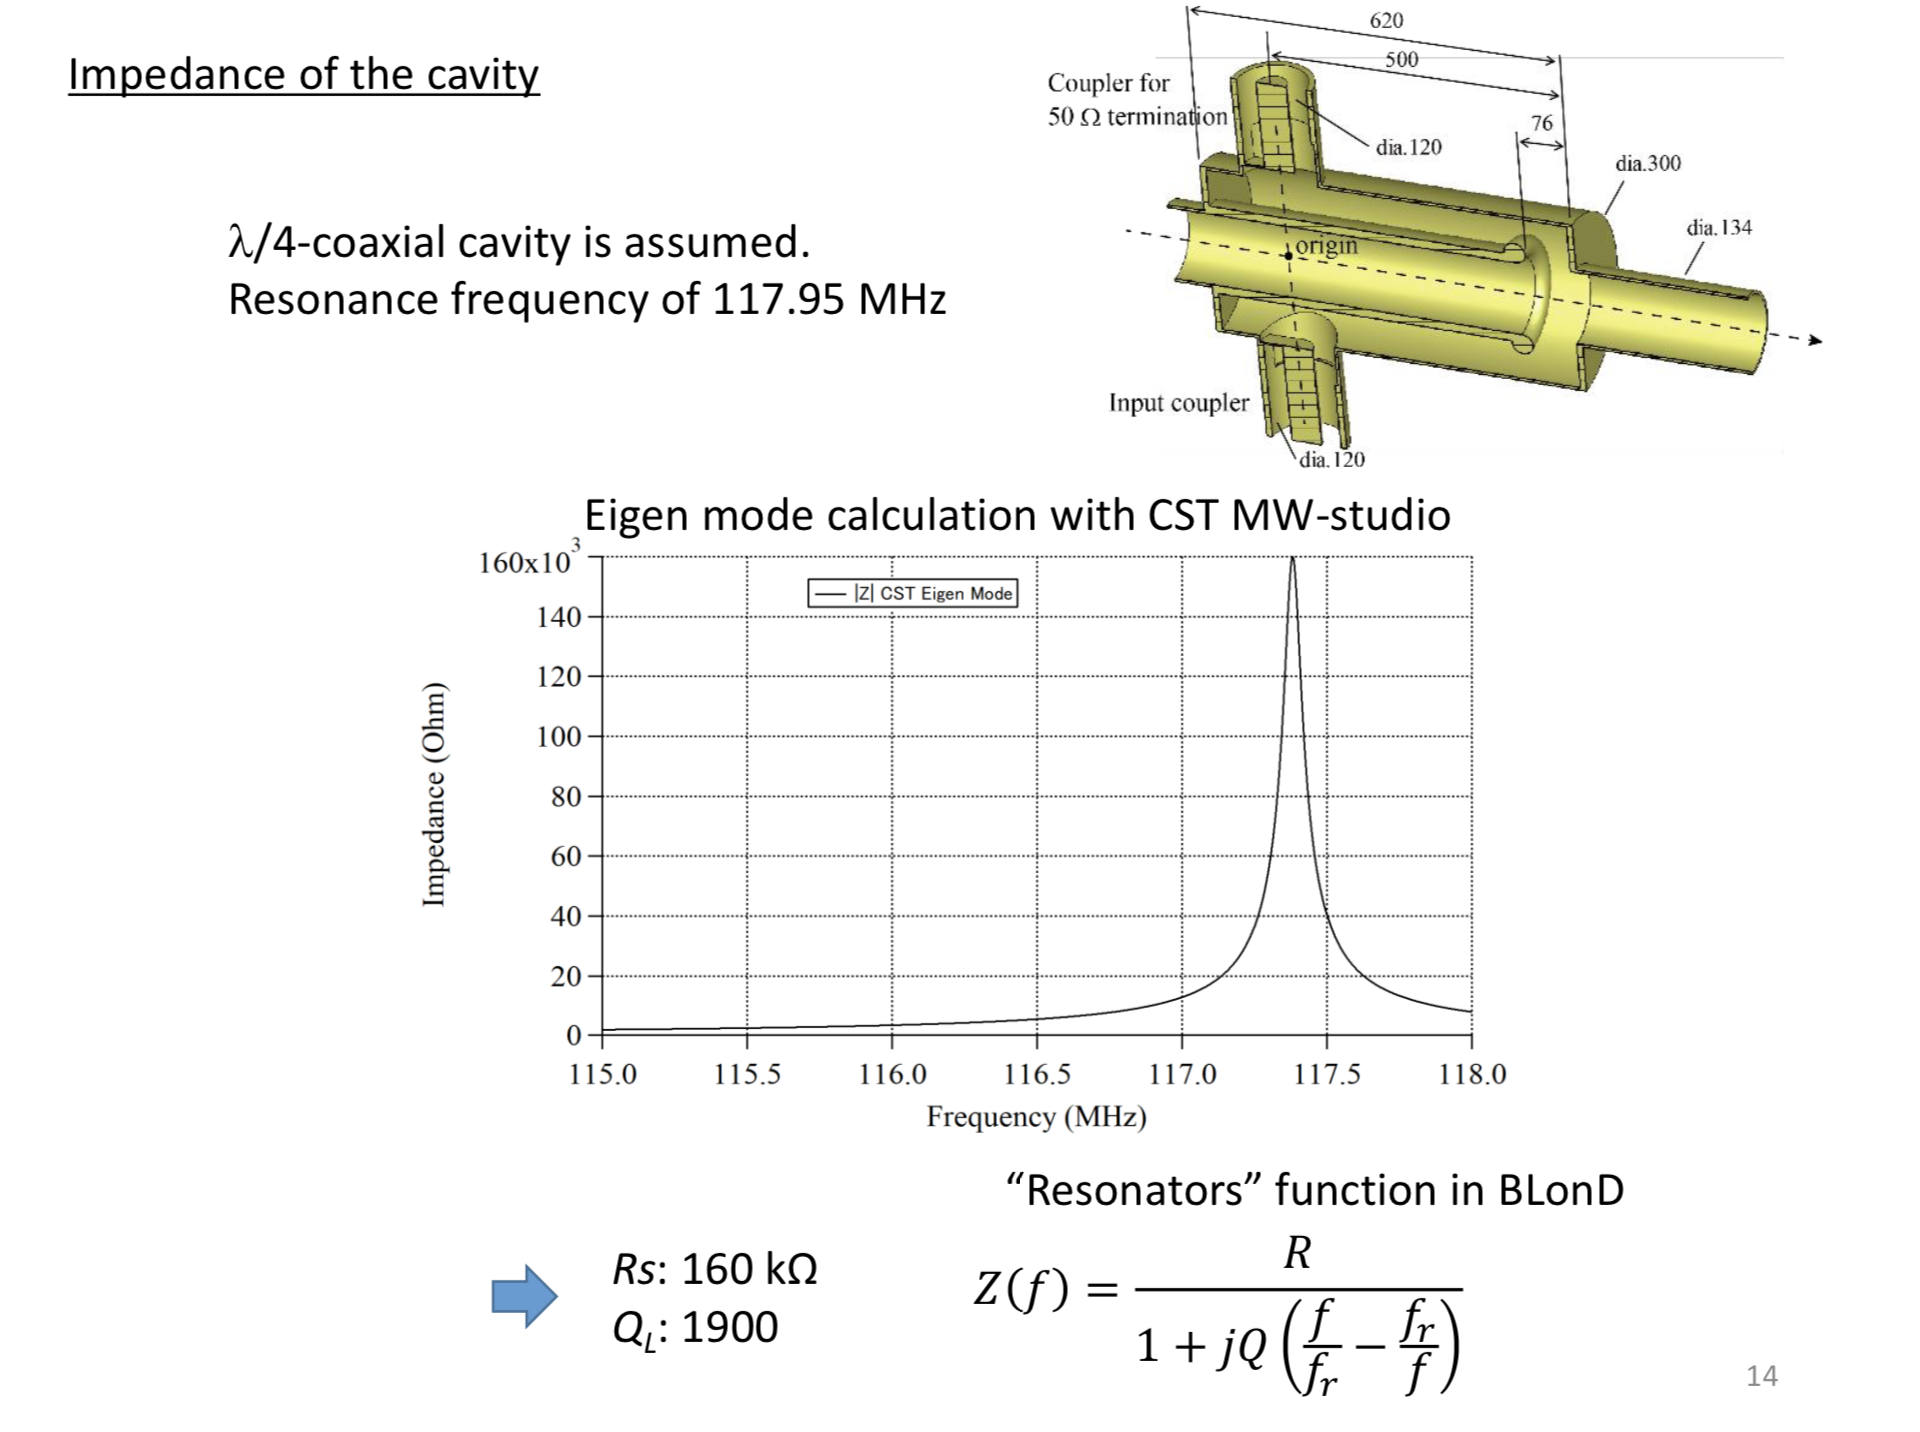 Impedance of the cavity
λ/4-coaxial cavity is assumed.
Resonance frequency of 117.95 MHz
620
500
Coupler for
50 Ω termination
76
dia.120
dia.300
dia.134
origin
Input coupler
dia.120
Eigen mode calculation with CST MW-studio
160x10³
|Z| CST Eigen Mode
140
120
100
80
60
40
20
0
Impedance (Ohm)
115.0 115.5 116.0 116.5 117.0 117.5 118.0
Frequency (MHz)
“Resonators” function in BLonD
Rs: 160 kΩ
Q_L: 1900
Z(f) = R / (1 + jQ (f/f_r − f_r/f))
14